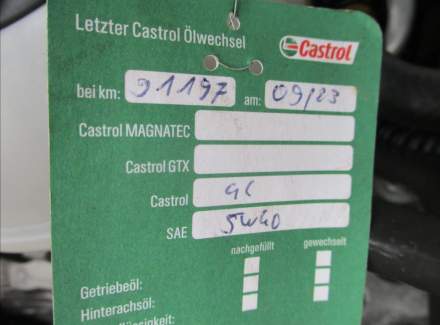 Letzter Castrol Ölwechsel
Castrol
bei km: 91197 am: 09/23
Castrol MAGNATEC
Castrol GTX
Castrol
SAE 5W40
nachgefüllt gewechselt
Getriebeöl:
Hinterachsöl: